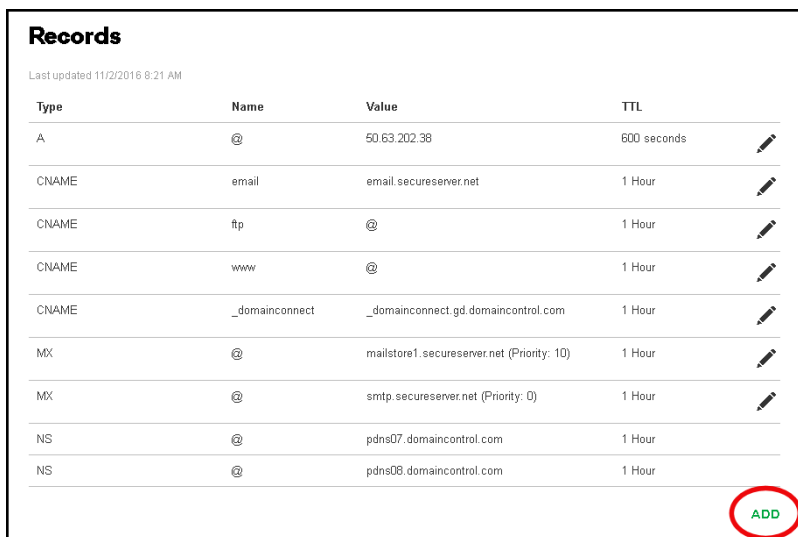 Records
Last updated 11/2/2016 8:21 AM
Type Name Value TTL
A @ 50.63.202.38 600 seconds
CNAME email email.secureserver.net 1 Hour
CNAME ftp @ 1 Hour
CNAME www @ 1 Hour
CNAME _domainconnect _domainconnect.gd.domaincontrol.com 1 Hour
MX @ mailstore1.secureserver.net (Priority: 10) 1 Hour
MX @ smtp.secureserver.net (Priority: 0) 1 Hour
NS @ pdns07.domaincontrol.com 1 Hour
NS @ pdns08.domaincontrol.com 1 Hour
ADD